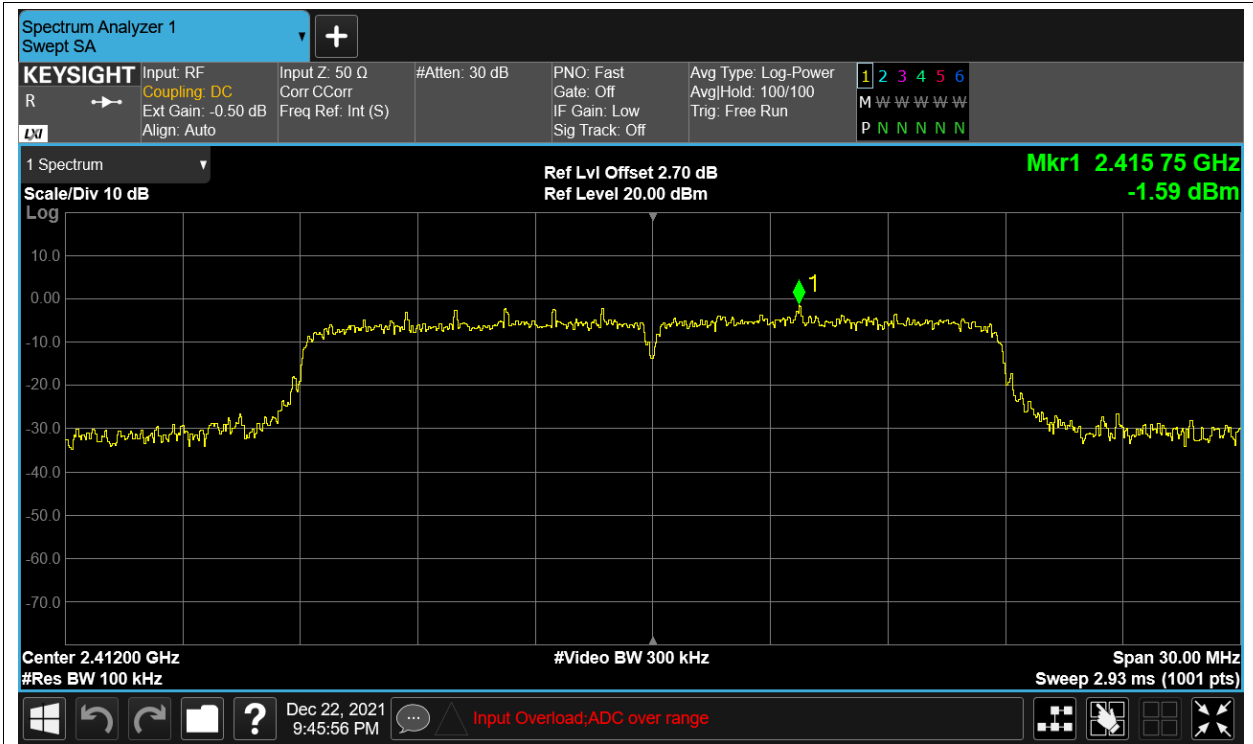 Spectrum Analyzer 1
Swept SA
+
KEYSIGHT
R
LXI
Input: RF
Coupling: DC
Ext Gain: -0.50 dB
Align: Auto
Input Z: 50 Ω
Corr CCorr
Freq Ref: Int (S)
#Atten: 30 dB
PNO: Fast
Gate: Off
IF Gain: Low
Sig Track: Off
Avg Type: Log-Power
Avg|Hold: 100/100
Trig: Free Run
1 2 3 4 5 6
M W W W W W
P N N N N N
1 Spectrum
Scale/Div 10 dB
Log
Ref Lvl Offset 2.70 dB
Ref Level 20.00 dBm
Mkr1 2.415 75 GHz
-1.59 dBm
10.0
0.00
-10.0
-20.0
-30.0
-40.0
-50.0
-60.0
-70.0
1
Center 2.41200 GHz
#Res BW 100 kHz
#Video BW 300 kHz
Span 30.00 MHz
Sweep 2.93 ms (1001 pts)
?
Dec 22, 2021
9:45:56 PM
Input Overload;ADC over range